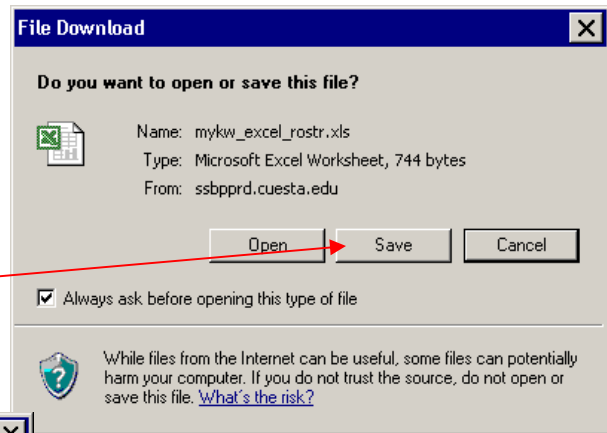 File Download
Do you want to open or save this file?
Name: mykw_excel_rostr.xls
Type: Microsoft Excel Worksheet, 744 bytes
From: ssbpprd.cuesta.edu
Open Save Cancel
Always ask before opening this type of file
While files from the Internet can be useful, some files can potentially
harm your computer. If you do not trust the source, do not open or
save this file. What's the risk?